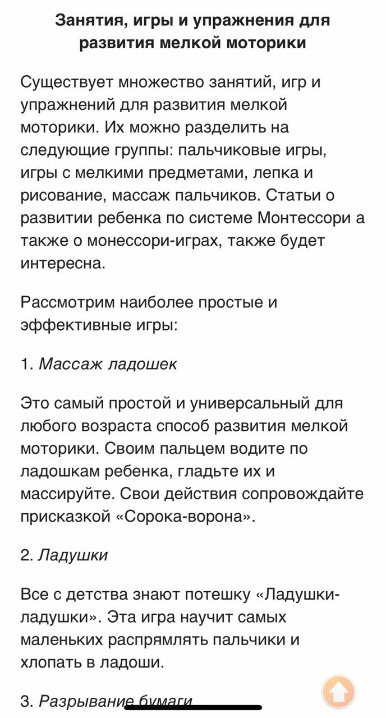 Занятия, игры и упражнения для
развития мелкой моторики
Существует множество занятий, игр и
упражнений для развития мелкой
моторики. Их можно разделить на
следующие группы: пальчиковые игры,
игры с мелкими предметами, лепка и
рисование, массаж пальчиков. Статьи о
развитии ребенка по системе Монтессори а
также о монессори-играх, также будет
интересна.
Рассмотрим наиболее простые и
эффективные игры:
1. Массаж ладошек
Это самый простой и универсальный для
любого возраста способ развития мелкой
моторики. Своим пальцем водите по
ладошкам ребенка, гладьте их и
массируйте. Свои действия сопровождайте
присказкой «Сорока-ворона».
2. Ладушки
Все с детства знают потешку «Ладушки-
ладушки». Эта игра научит самых
маленьких распрямлять пальчики и
хлопать в ладоши.
3. Разрывание бумаги